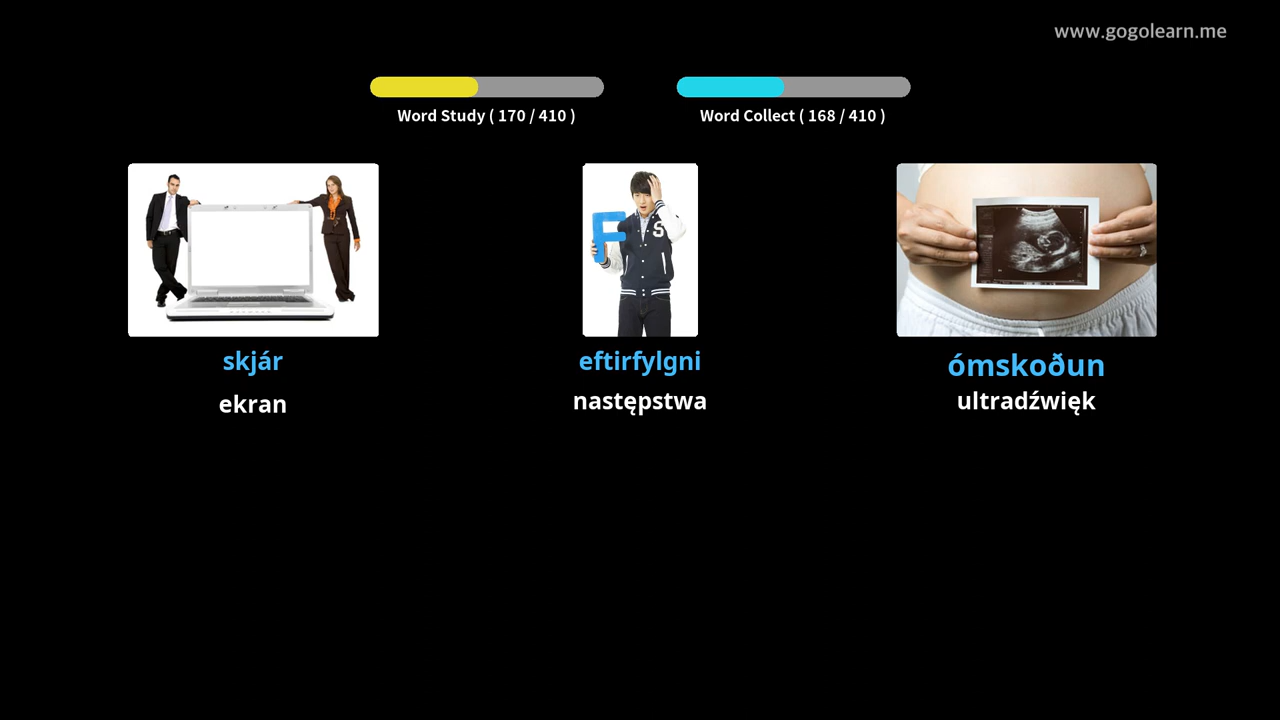 www.gogolearn.me
Word Study ( 170 / 410 )
Word Collect ( 168 / 410 )
F
S
skjár
eftirfylgni
ómskoðun
ekran
następstwa
ultradźwięk